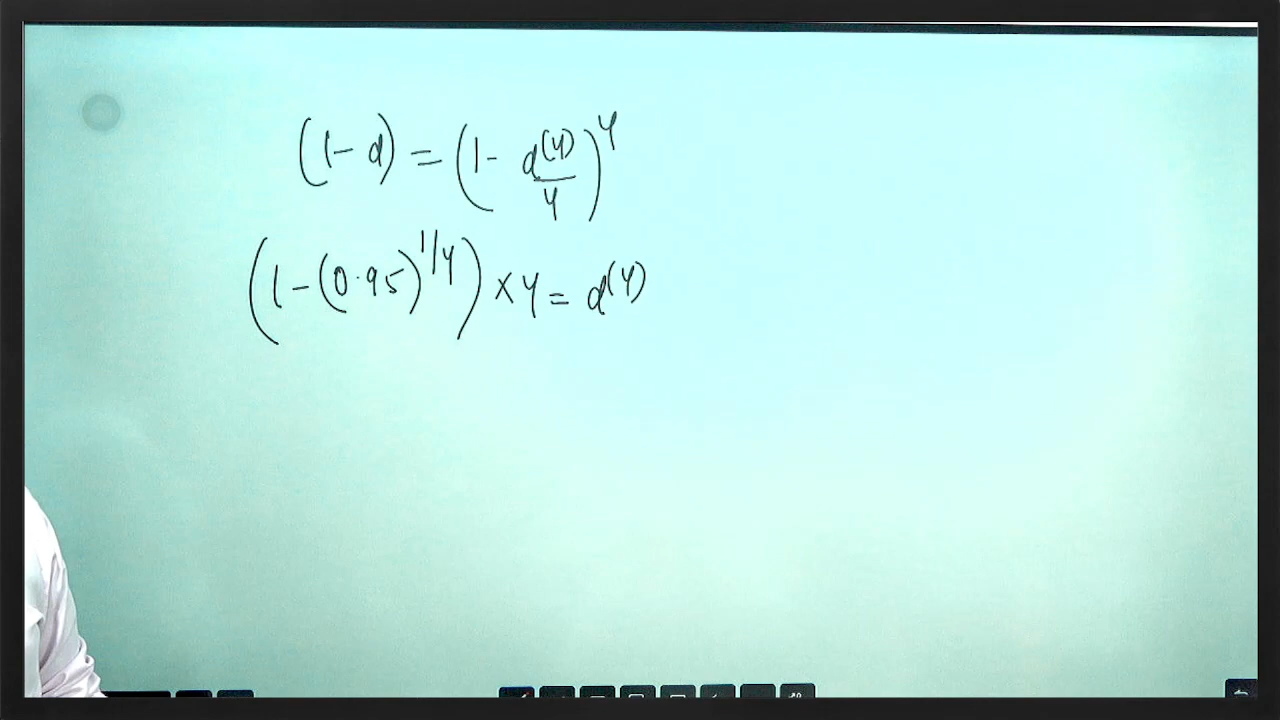 (1 - d) = (1 - d^(4)/4)^4
(1 - (0.95)^1/4) × 4 = d^(4)